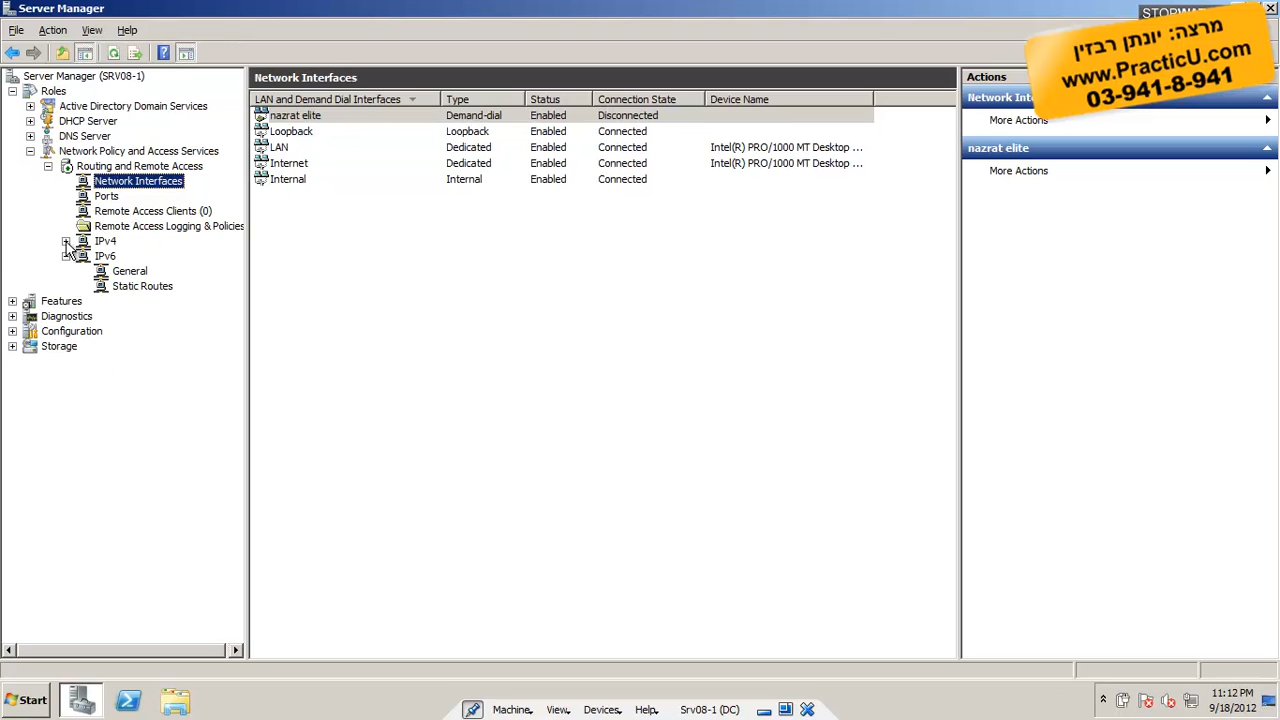 Server Manager
STOPWAT
File Action View Help
מרצה: יונתן רבזין
www.PracticU.com
03-941-8-941
Server Manager (SRV08-1)
Roles
Active Directory Domain Services
DHCP Server
DNS Server
Network Policy and Access Services
Routing and Remote Access
Network Interfaces
Ports
Remote Access Clients (0)
Remote Access Logging & Policies
IPv4
IPv6
General
Static Routes
Features
Diagnostics
Configuration
Storage
Network Interfaces
LAN and Demand Dial Interfaces Type Status Connection State Device Name
nazrat elite Demand-dial Enabled Disconnected
Loopback Loopback Enabled Connected
LAN Dedicated Enabled Connected Intel(R) PRO/1000 MT Desktop ...
Internet Dedicated Enabled Connected Intel(R) PRO/1000 MT Desktop ...
Internal Internal Enabled Connected
Actions
Network Int
More Actions
nazrat elite
More Actions
Start
Machine View Devices Help Srv08-1 (DC)
11:12 PM
9/18/2012